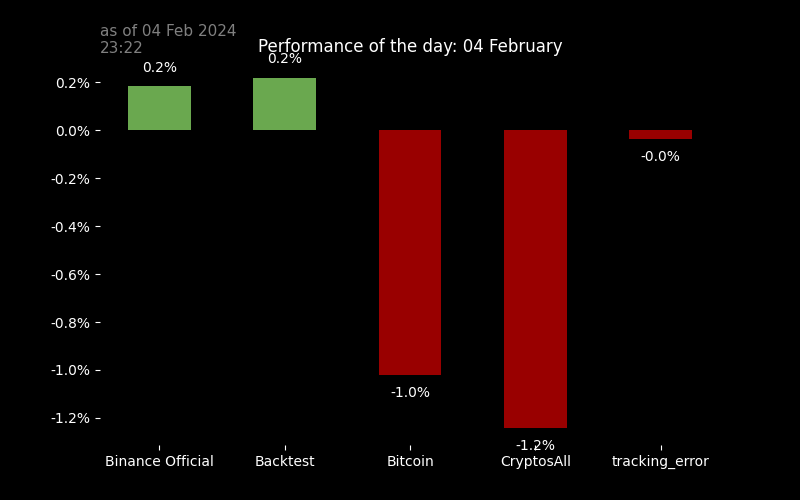 as of 04 Feb 2024
23:22
Performance of the day: 04 February
0.2%
0.2%
0.2%
0.0%
-0.2%
-0.4%
-0.6%
-0.8%
-1.0%
-1.2%
-0.0%
-1.0%
-1.2%
Binance Official
Backtest
Bitcoin
CryptosAll
tracking_error